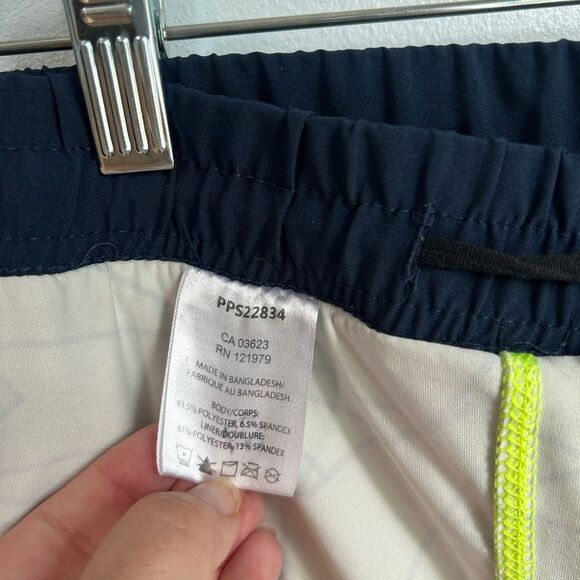 PPS22834
CA 03623
RN 121979
MADE IN BANGLADESH/
FABRIQUE AU BANGLADESH
BODY/CORPS:
93.5% POLYESTER, 6.5% SPANDEX
LINER/DOUBLURE:
87% POLYESTER, 13% SPANDEX